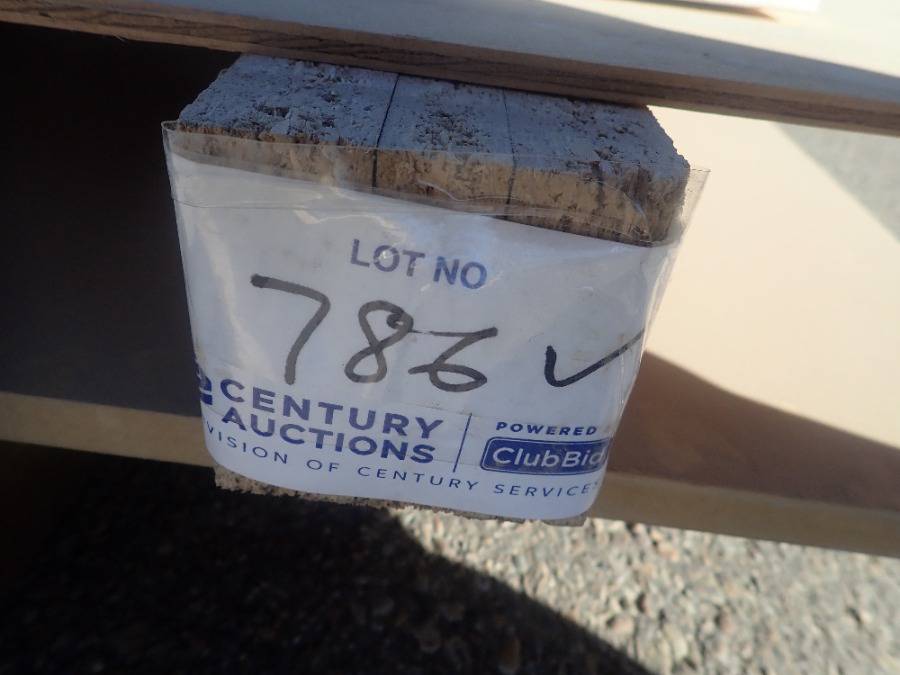 LOT NO
786 ✓
CENTURY
AUCTIONS
VISION OF CENTURY SERVICES
POWERED
ClubBid